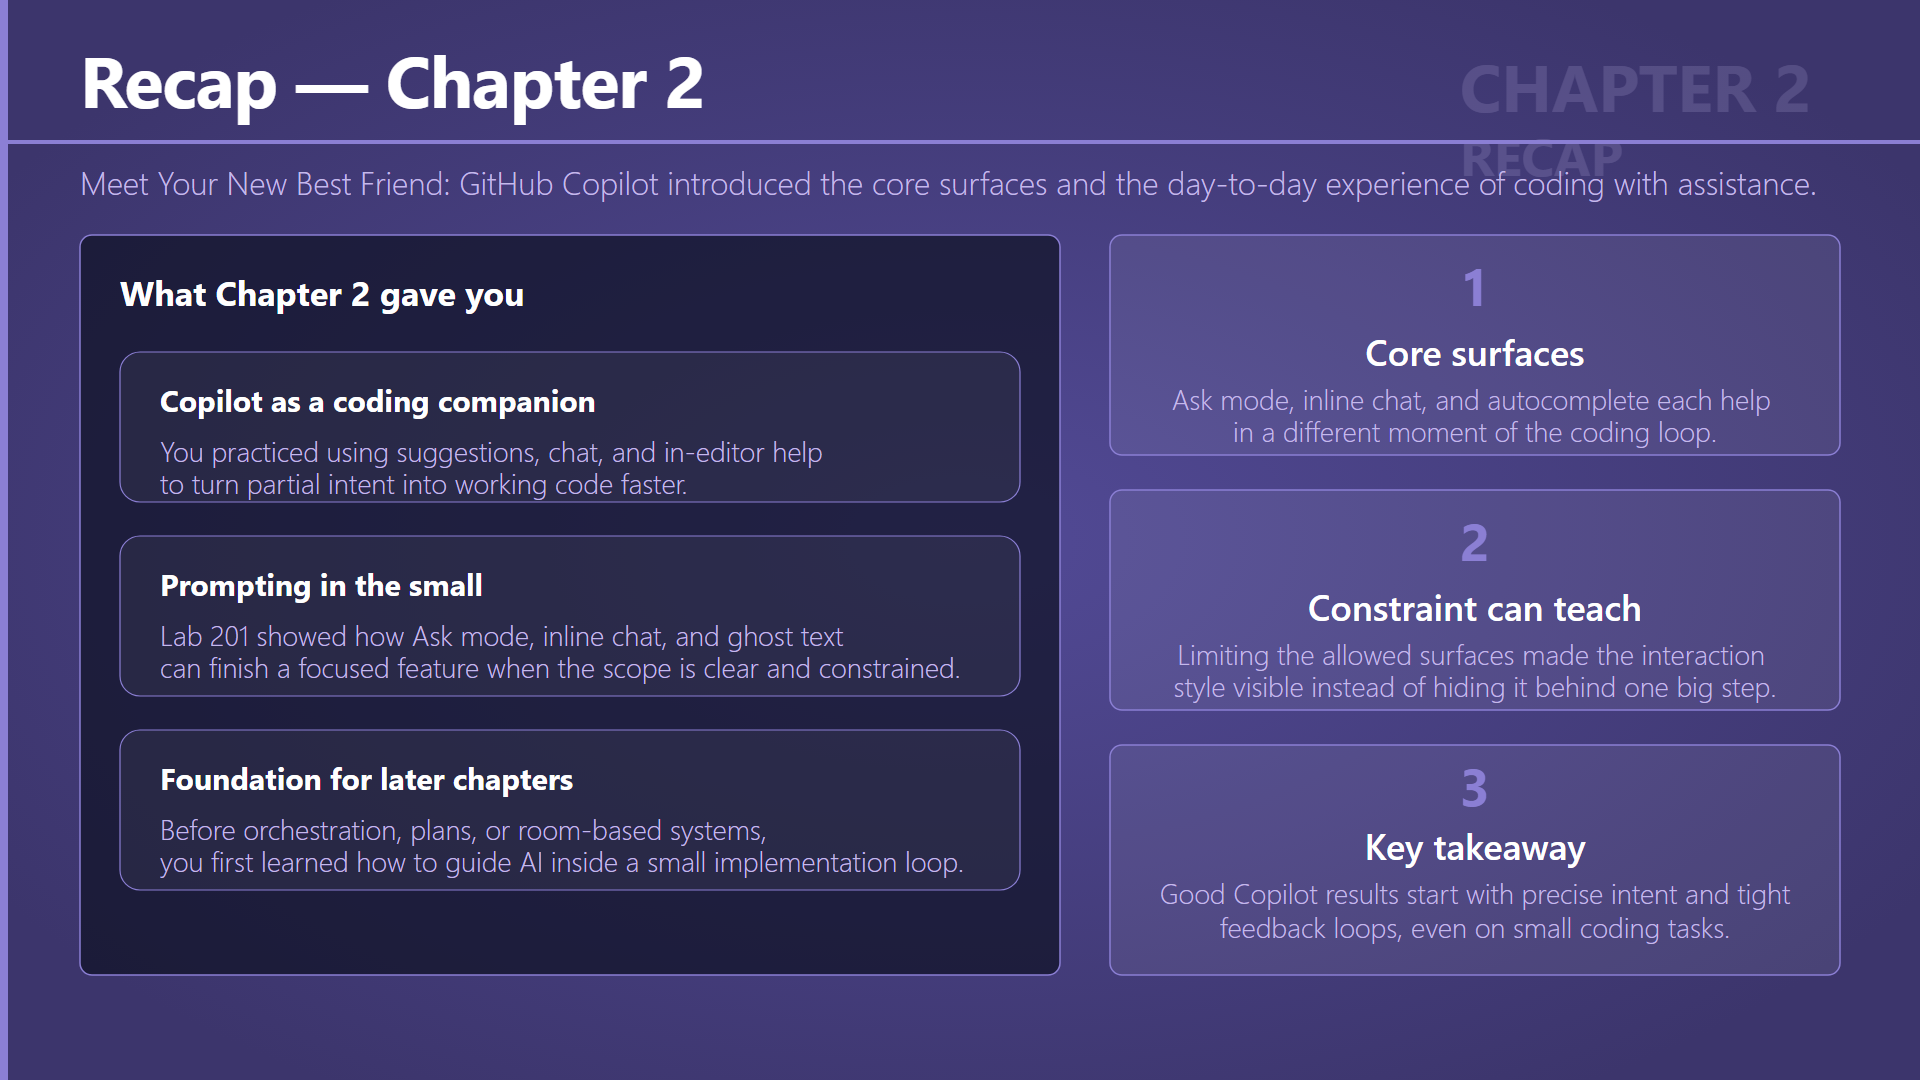 Recap — Chapter 2
CHAPTER 2
RECAP
Meet Your New Best Friend: GitHub Copilot introduced the core surfaces and the day-to-day experience of coding with assistance.
What Chapter 2 gave you
Copilot as a coding companion
You practiced using suggestions, chat, and in-editor help
to turn partial intent into working code faster.
Prompting in the small
Lab 201 showed how Ask mode, inline chat, and ghost text
can finish a focused feature when the scope is clear and constrained.
Foundation for later chapters
Before orchestration, plans, or room-based systems,
you first learned how to guide AI inside a small implementation loop.
1
Core surfaces
Ask mode, inline chat, and autocomplete each help
in a different moment of the coding loop.
2
Constraint can teach
Limiting the allowed surfaces made the interaction
style visible instead of hiding it behind one big step.
3
Key takeaway
Good Copilot results start with precise intent and tight
feedback loops, even on small coding tasks.